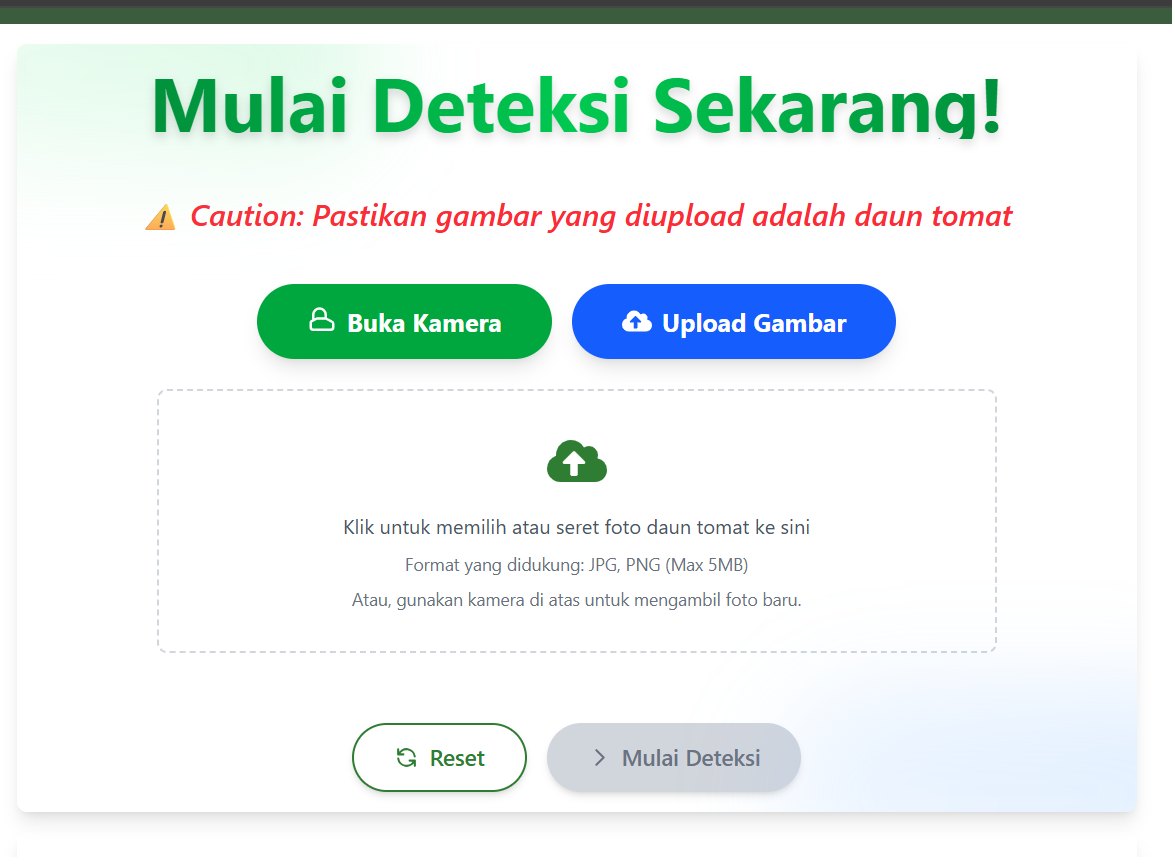 Mulai Deteksi Sekarang!
⚠️ Caution: Pastikan gambar yang diupload adalah daun tomat
Buka Kamera
Upload Gambar
Klik untuk memilih atau seret foto daun tomat ke sini
Format yang didukung: JPG, PNG (Max 5MB)
Atau, gunakan kamera di atas untuk mengambil foto baru.
Reset
Mulai Deteksi